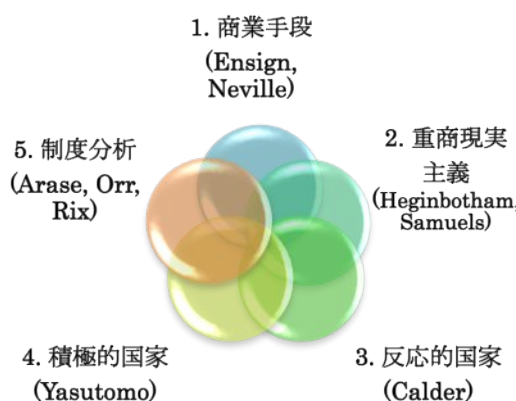 1. 商業手段
(Ensign,
Neville)
2. 重商現実
主義
(Heginbotham,
Samuels)
3. 反応的国家
(Calder)
4. 積極的国家
(Yasutomo)
5. 制度分析
(Arase, Orr,
Rix)